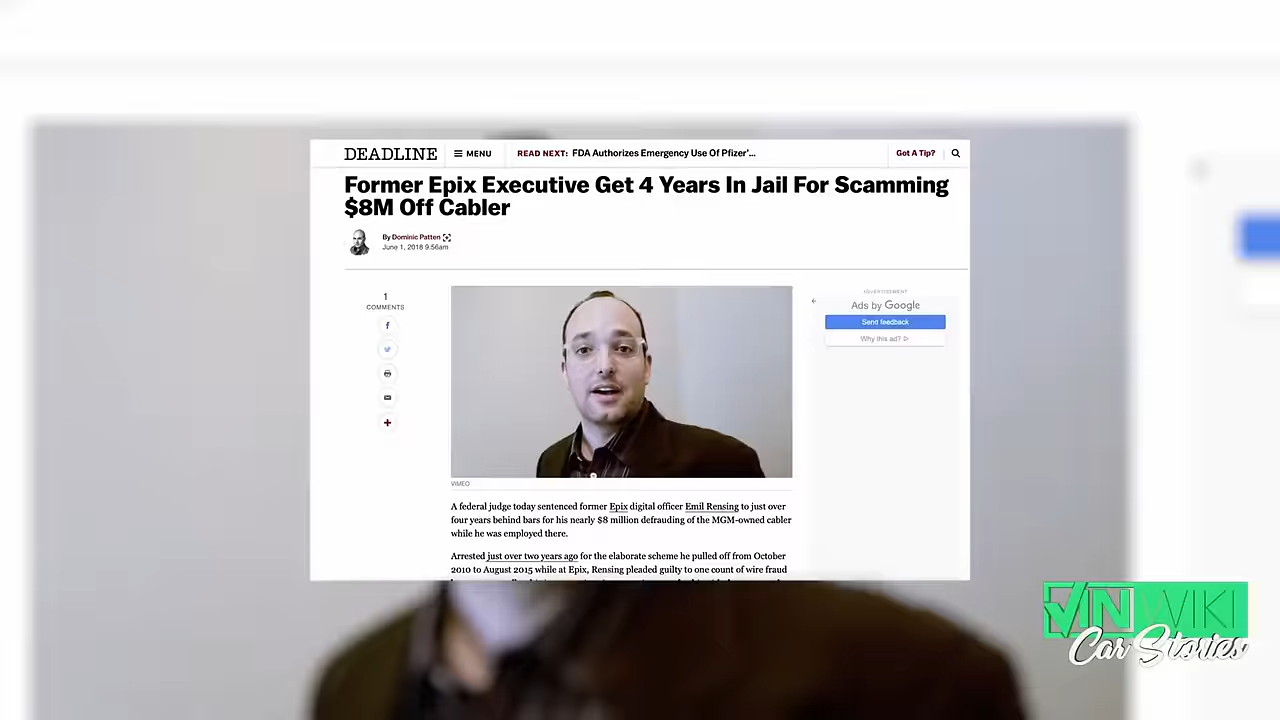 DEADLINE
MENU
READ NEXT: FDA Authorizes Emergency Use Of Pfizer'...
Got A Tip?
Former Epix Executive Get 4 Years In Jail For Scamming
$8M Off Cabler
By Dominic Patten
June 1, 2018 9:56am
1
COMMENTS
ADVERTISEMENT
Ads by Google
Send feedback
Why this ad?
VIMEO
A federal judge today sentenced former Epix digital officer Emil Rensing to just over
four years behind bars for his nearly $8 million defrauding of the MGM-owned cabler
while he was employed there.
Arrested just over two years ago for the elaborate scheme he pulled off from October
2010 to August 2015 while at Epix, Rensing pleaded guilty to one count of wire fraud
VINWIKI
Car Stories